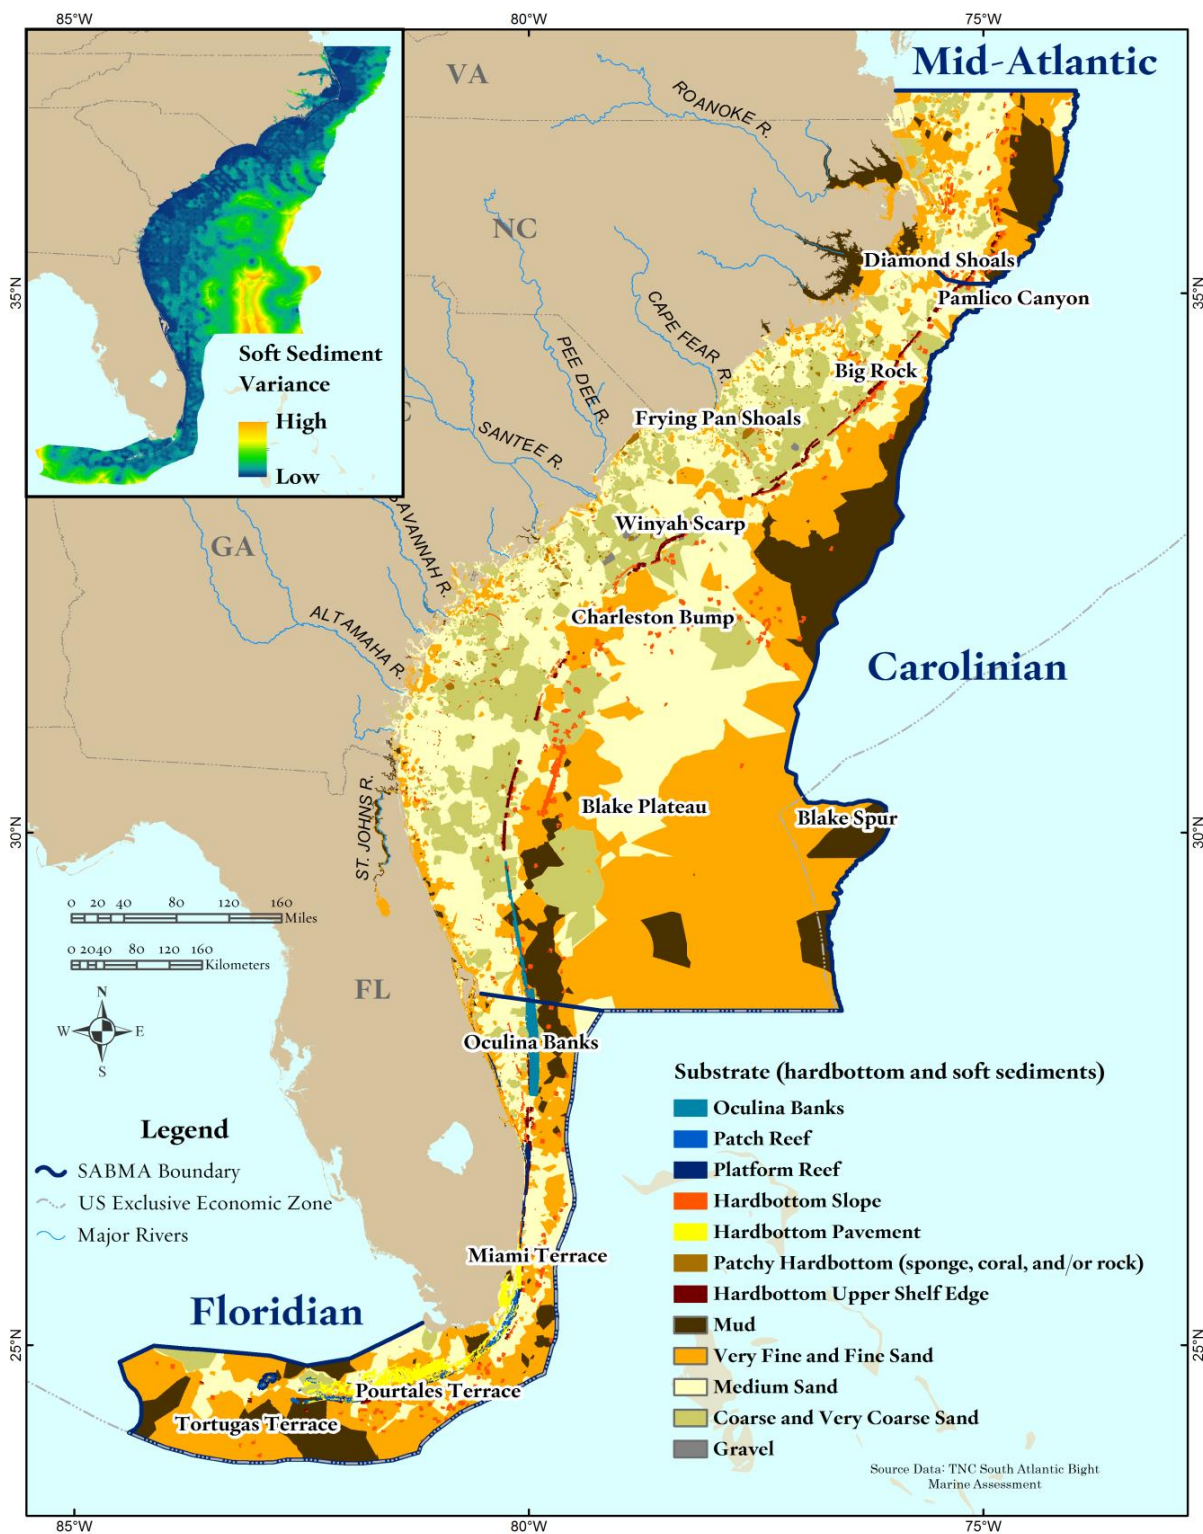 85°W
80°W
75°W
Mid-Atlantic
VA
ROANOKE R.
NC
Diamond Shoals
35°N
35°N
Pamlico Canyon
CAPE FEAR R.
PEE DEE R.
Big Rock
Soft Sediment
Variance
High
Low
C
Frying Pan Shoals
SANTEE R.
SAVANNAH R.
Winyah Scarp
GA
ALTAMAHA R.
Charleston Bump
Carolinian
ST. JOHNS R.
Blake Plateau
Blake Spur
30°N
30°N
0 20 40 80 120 160
Miles
0 20 40 80 120 160
Kilometers
FL
N
W E
S
Oculina Banks
Legend
SABMA Boundary
US Exclusive Economic Zone
Major Rivers
Substrate (hardbottom and soft sediments)
Oculina Banks
Patch Reef
Platform Reef
Hardbottom Slope
Hardbottom Pavement
Patchy Hardbottom (sponge, coral, and/or rock)
Hardbottom Upper Shelf Edge
Mud
Very Fine and Fine Sand
Medium Sand
Coarse and Very Coarse Sand
Gravel
Miami Terrace
Floridian
25°N
25°N
Pourtales Terrace
Tortugas Terrace
Source Data: TNC South Atlantic Bight
Marine Assessment
85°W
80°W
75°W